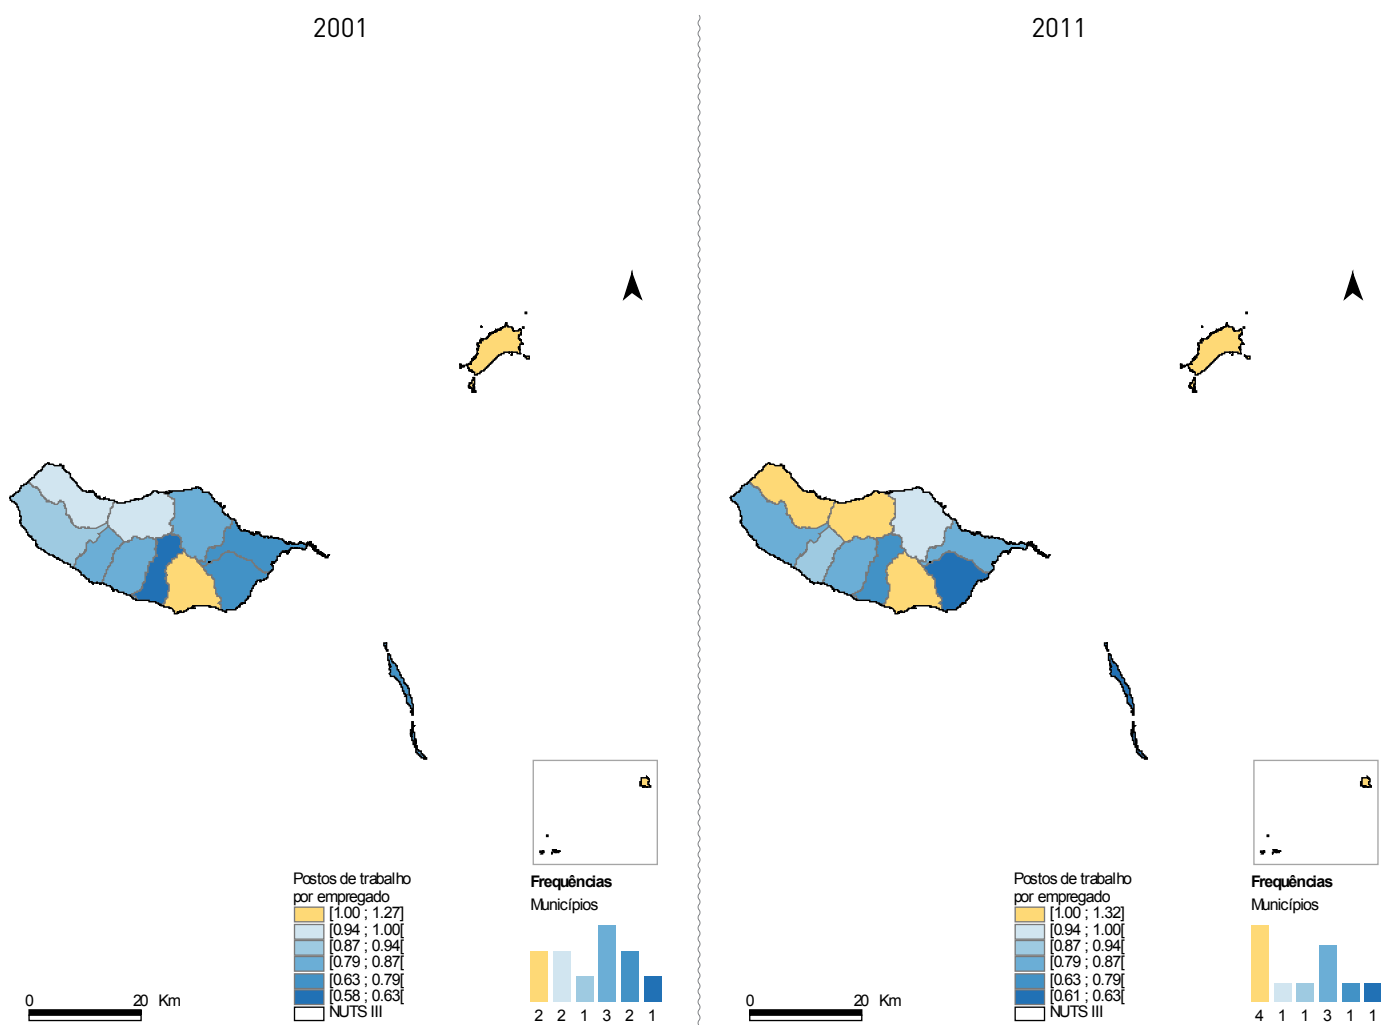 2001
Postos de trabalho
por empregado
[1.00 ; 1.27]
[0.94 ; 1.00[
[0.87 ; 0.94[
[0.79 ; 0.87[
[0.63 ; 0.79[
[0.58 ; 0.63[
NUTS III
Frequências
Municípios
2 2 1 3 2 1
0 20 Km
2011
Postos de trabalho
por empregado
[1.00 ; 1.32]
[0.94 ; 1.00[
[0.87 ; 0.94[
[0.79 ; 0.87[
[0.63 ; 0.79[
[0.61 ; 0.63[
NUTS III
Frequências
Municípios
4 1 1 3 1 1
0 20 Km